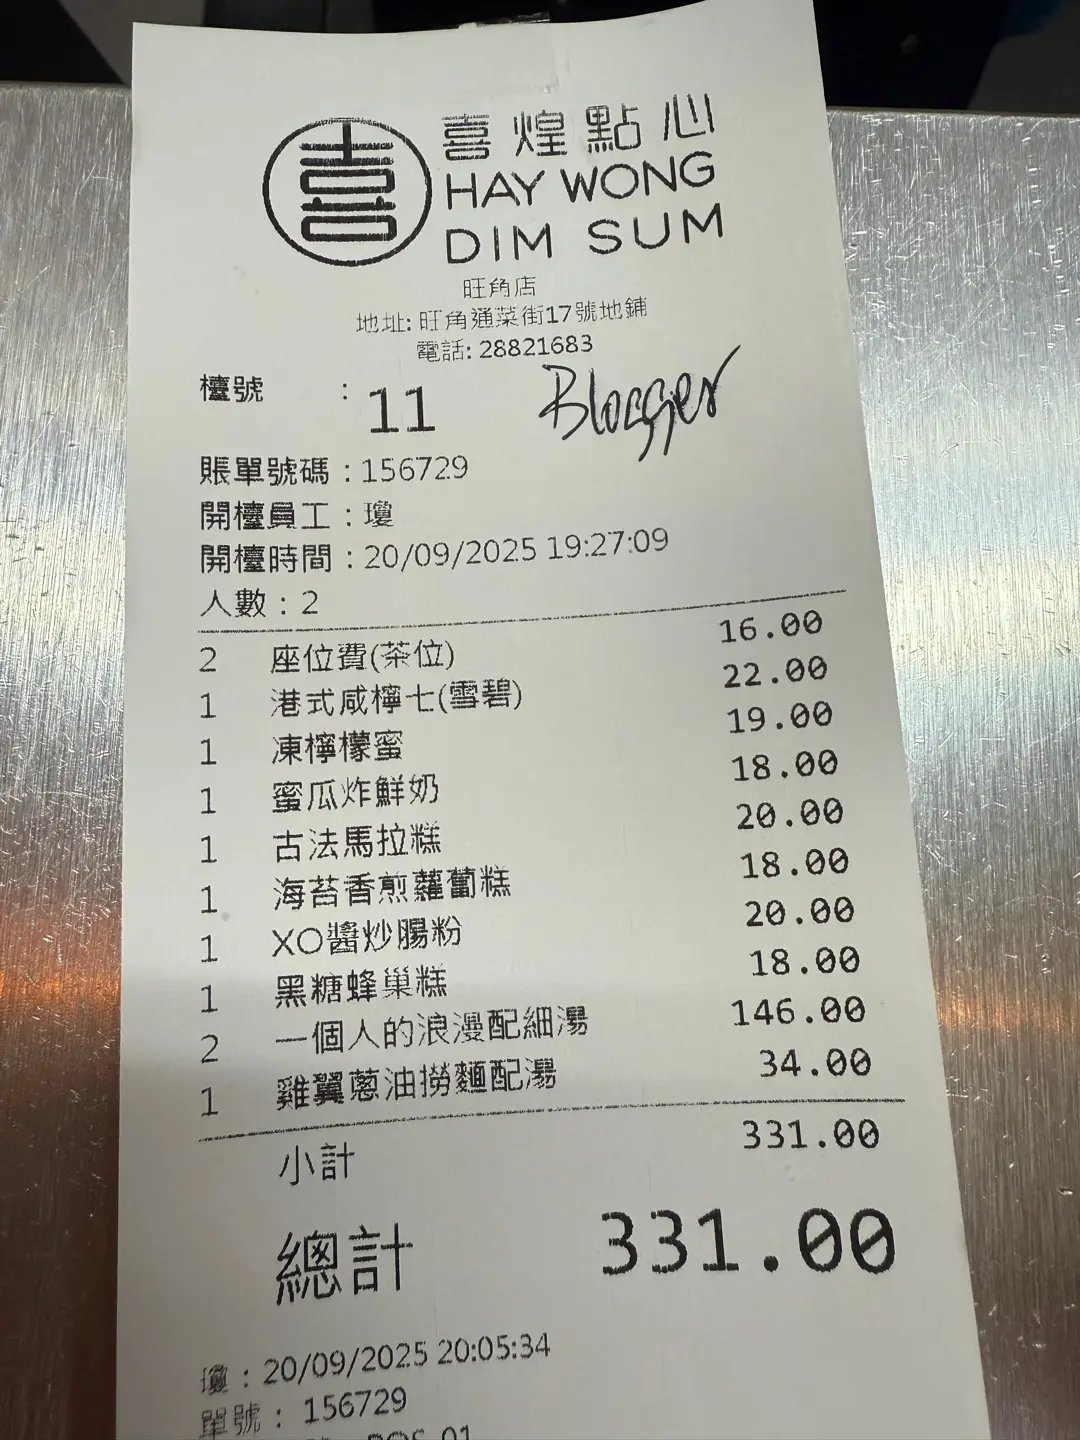 喜
喜煌點心
HAY WONG
DIM SUM
旺角店
地址: 旺角通菜街17號地鋪
電話: 28821683
檯號 : 11
Blogger
賬單號碼 : 156729
開檯員工 : 瓊
開檯時間 : 20/09/2025 19:27:09
人數 : 2
2 座位費(茶位) 16.00
1 港式咸檸七(雪碧) 22.00
1 凍檸檬蜜 19.00
1 蜜瓜炸鮮奶 18.00
1 古法馬拉糕 20.00
1 海苔香煎蘿蔔糕 18.00
1 XO醬炒腸粉 20.00
1 黑糖蜂巢糕 18.00
2 一個人的浪漫配細湯 146.00
1 雞翼蔥油撈麵配湯 34.00
小計 331.00
總計 331.00
瓊 : 20/09/2025 20:05:34
單號 : 156729
POS-01